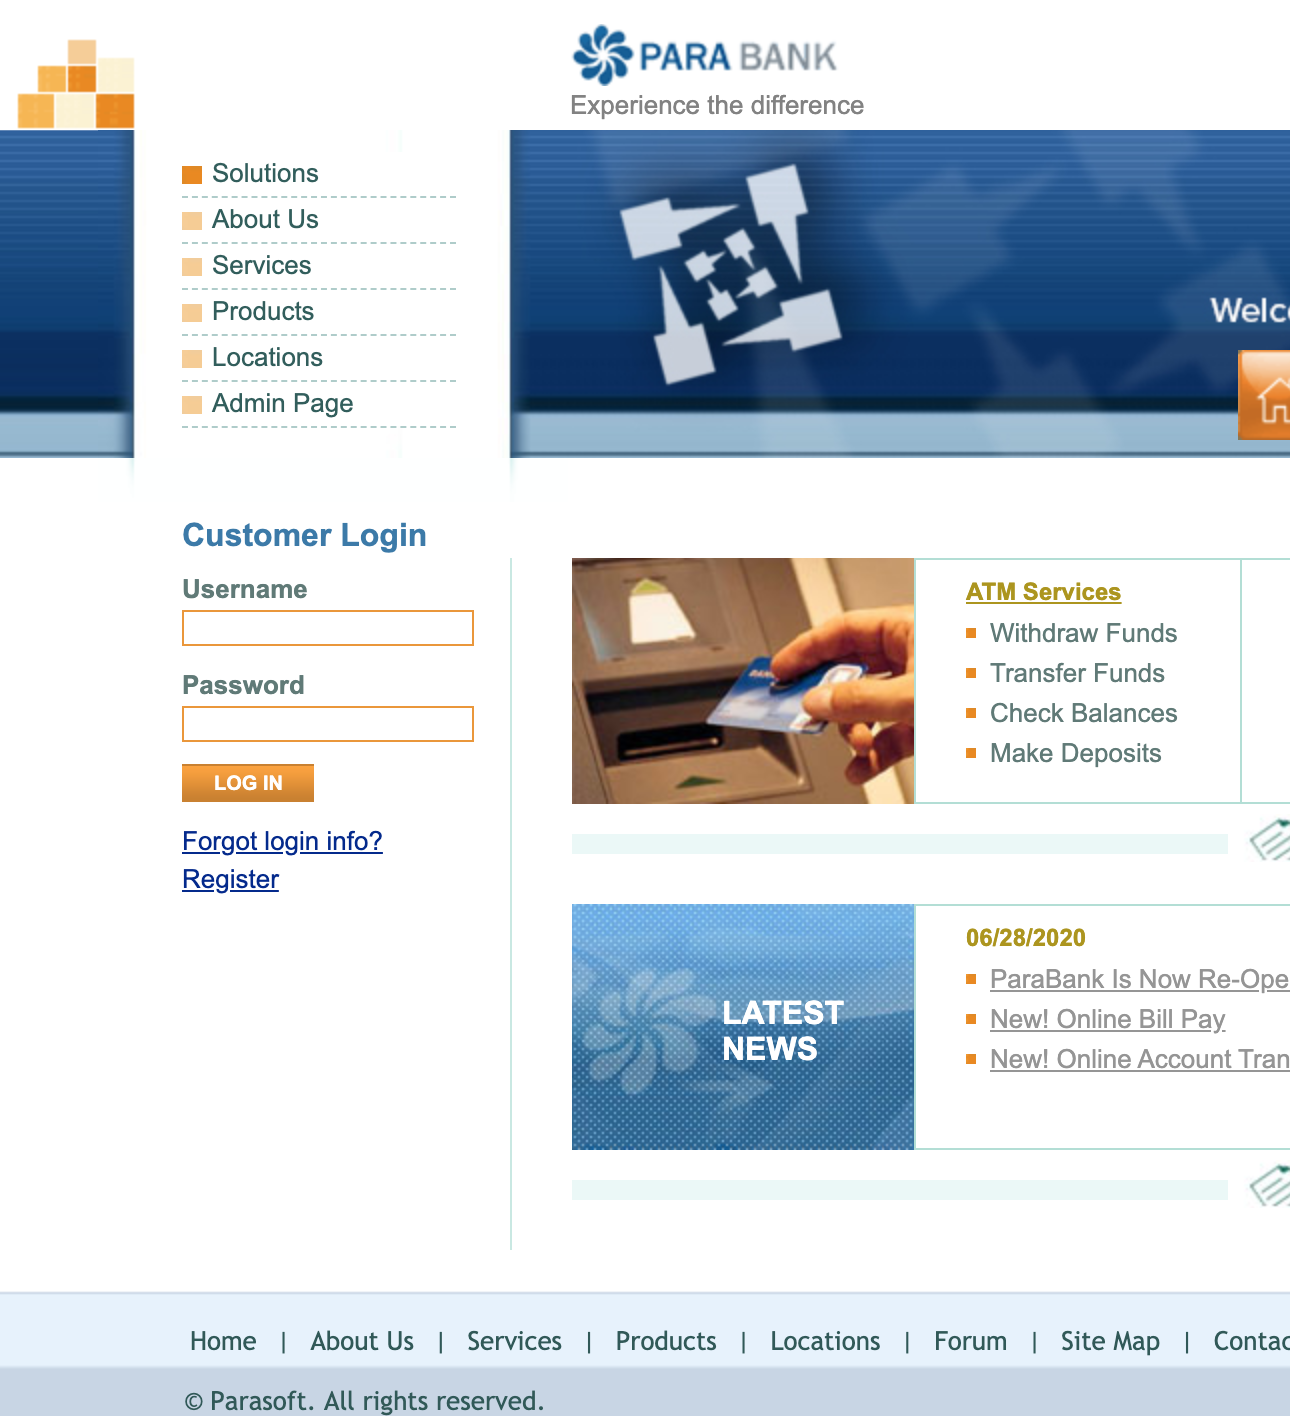 PARA BANK
Experience the difference
Solutions
About Us
Services
Products
Locations
Admin Page
Customer Login
Username
Password
LOG IN
Forgot login info?
Register
ATM Services
Withdraw Funds
Transfer Funds
Check Balances
Make Deposits
LATEST
NEWS
06/28/2020
ParaBank Is Now Re-Ope
New! Online Bill Pay
New! Online Account Tran
Home | About Us | Services | Products | Locations | Forum | Site Map | Contac
© Parasoft. All rights reserved.